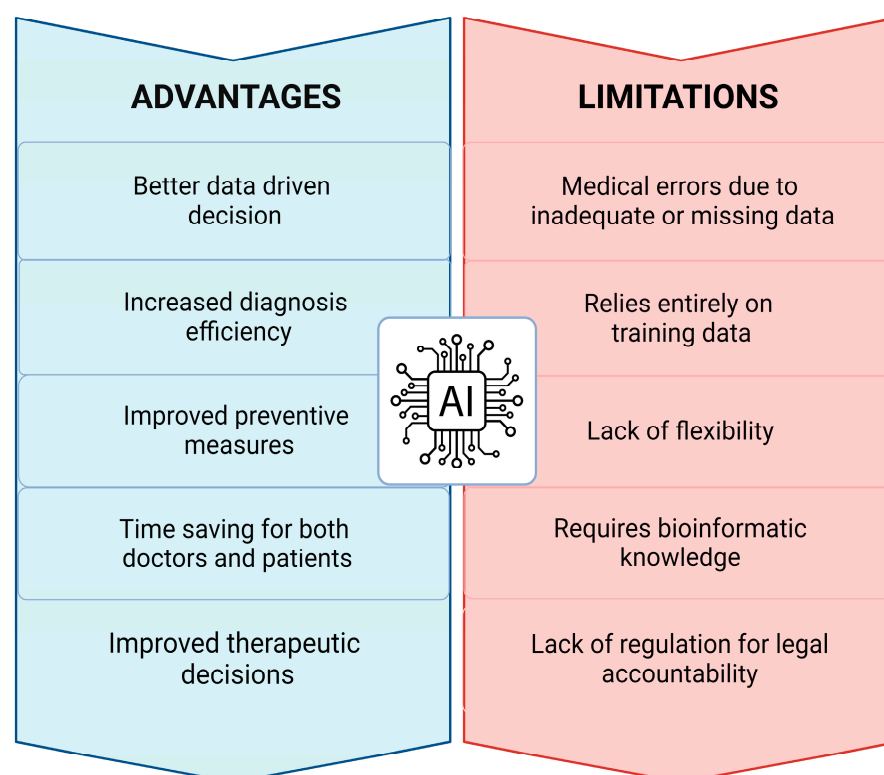 ADVANTAGES
Better data driven
decision
Increased diagnosis
efficiency
Improved preventive
measures
Time saving for both
doctors and patients
Improved therapeutic
decisions
AI
LIMITATIONS
Medical errors due to
inadequate or missing data
Relies entirely on
training data
Lack of flexibility
Requires bioinformatic
knowledge
Lack of regulation for legal
accountability